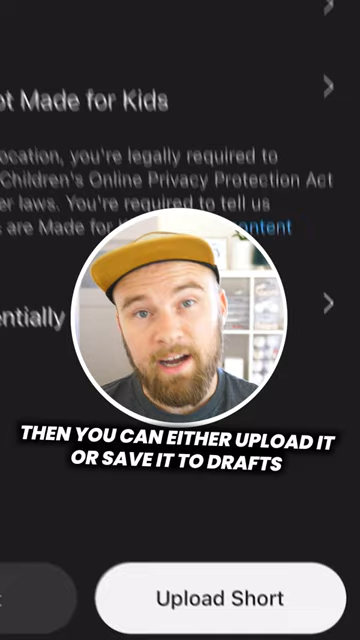 ot Made for Kids
ocation, you're legally required to
Children's Online Privacy Protection Act
er laws. You're required to tell us
are Made for
ontent
entially
THEN YOU CAN EITHER UPLOAD IT
OR SAVE IT TO DRAFTS
Upload Short